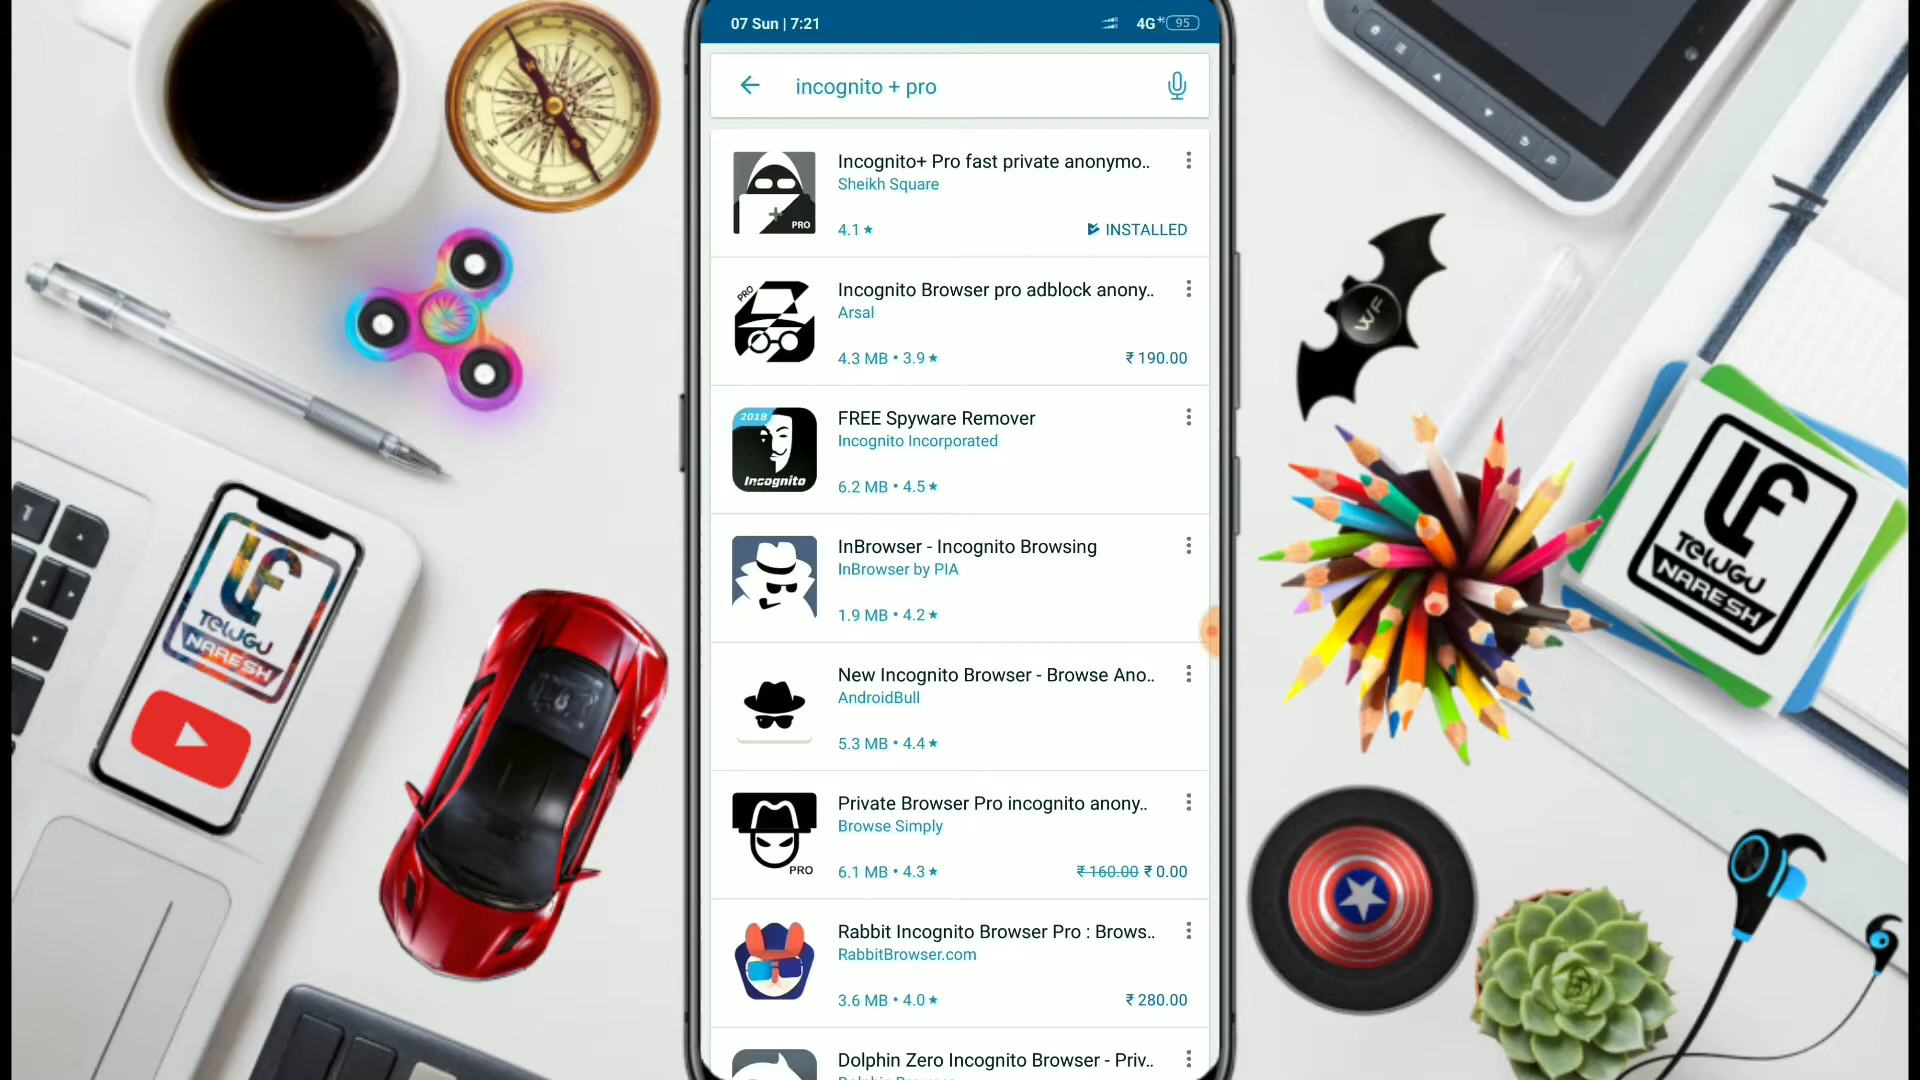 07 Sun | 7:21
4G+ 95
incognito + pro
Incognito+ Pro fast private anonymo..
Sheikh Square
PRO
4.1 ★
INSTALLED
Incognito Browser pro adblock anony..
Arsal
PRO
4.3 MB • 3.9 ★
₹ 190.00
2018
FREE Spyware Remover
Incognito Incorporated
Incognito
6.2 MB • 4.5 ★
InBrowser - Incognito Browsing
InBrowser by PIA
1.9 MB • 4.2 ★
New Incognito Browser - Browse Ano..
AndroidBull
5.3 MB • 4.4 ★
Private Browser Pro incognito anony..
Browse Simply
PRO
6.1 MB • 4.3 ★
₹ 160.00 ₹ 0.00
Rabbit Incognito Browser Pro : Brows..
RabbitBrowser.com
3.6 MB • 4.0 ★
₹ 280.00
Dolphin Zero Incognito Browser - Priv..
TELUGU
NARESH
WF
TELUGU
NARESH